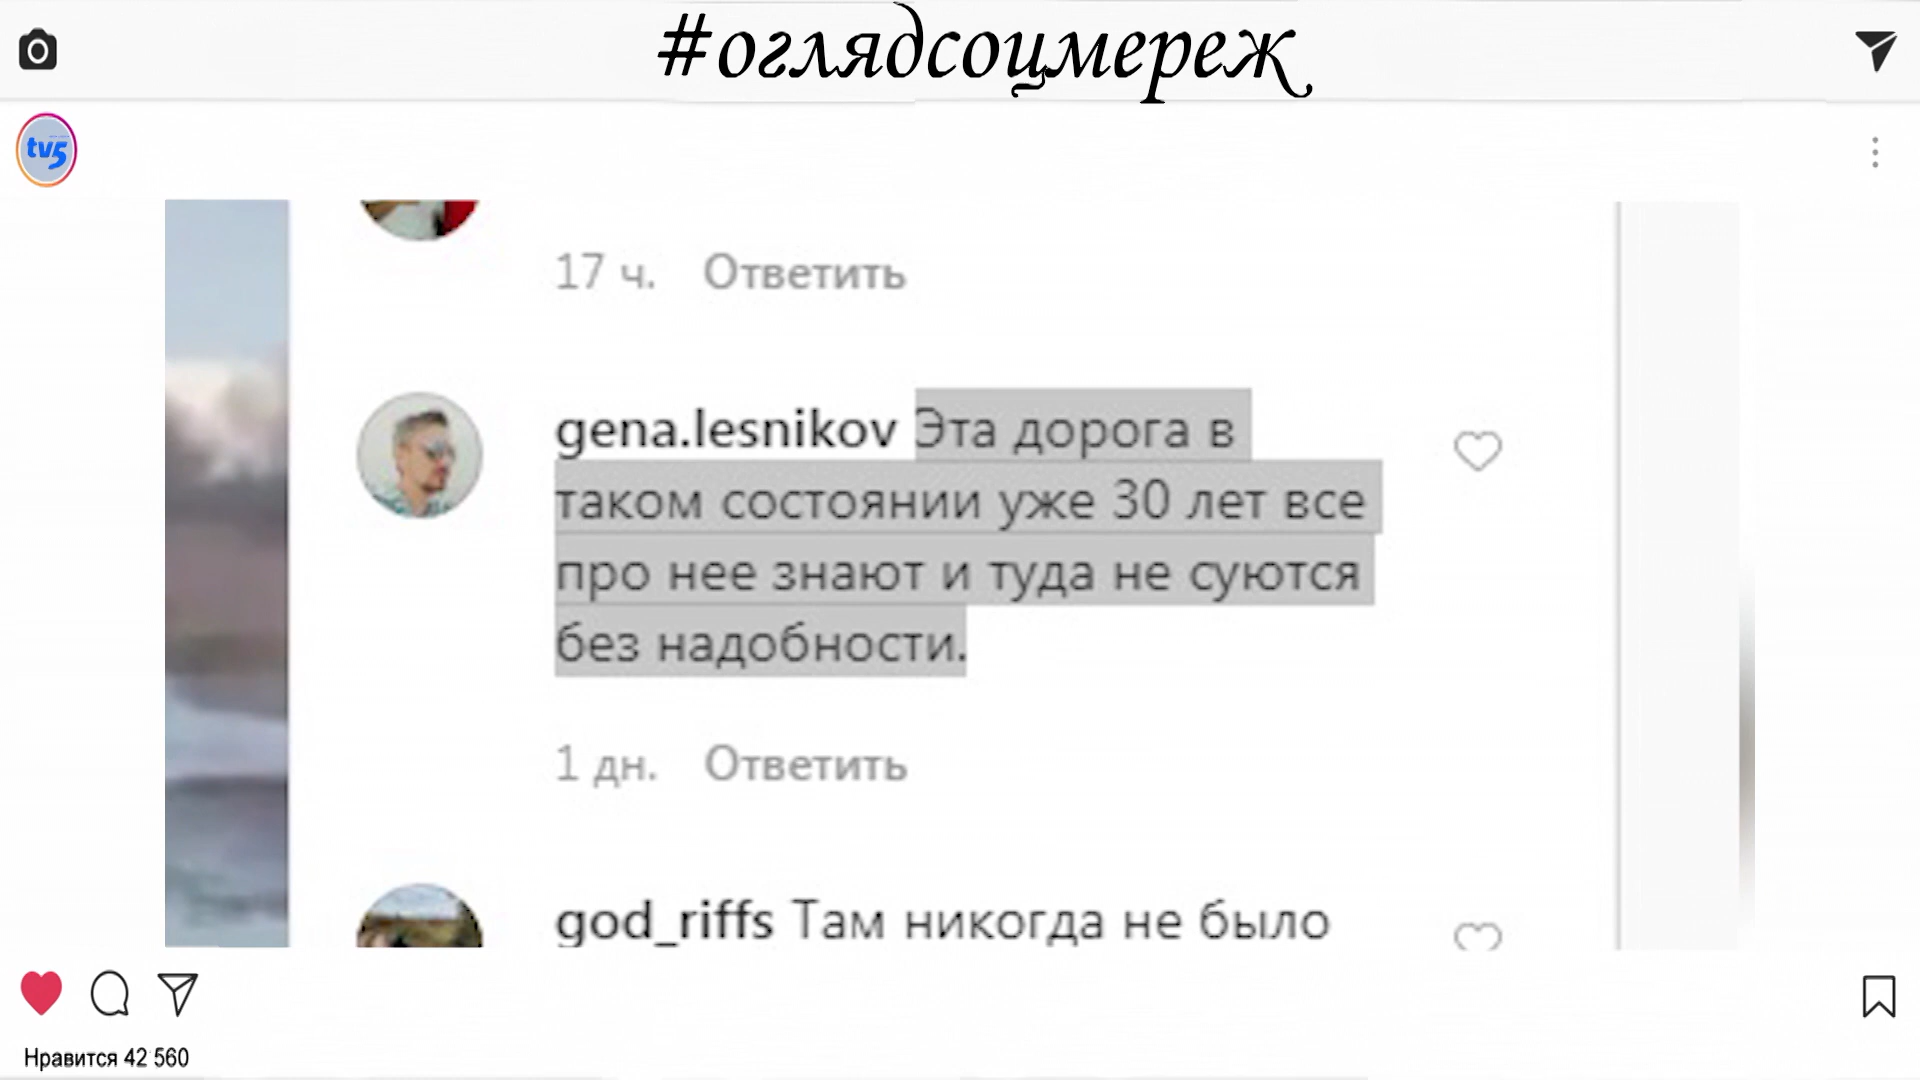 #оглядсоцмереж
tv5
17 ч. Ответить
gena.lesnikov Эта дорога в
таком состоянии уже 30 лет все
про нее знают и туда не суются
без надобности.
1 дн. Ответить
god_riffs Там никогда не было
Нравится 42 560